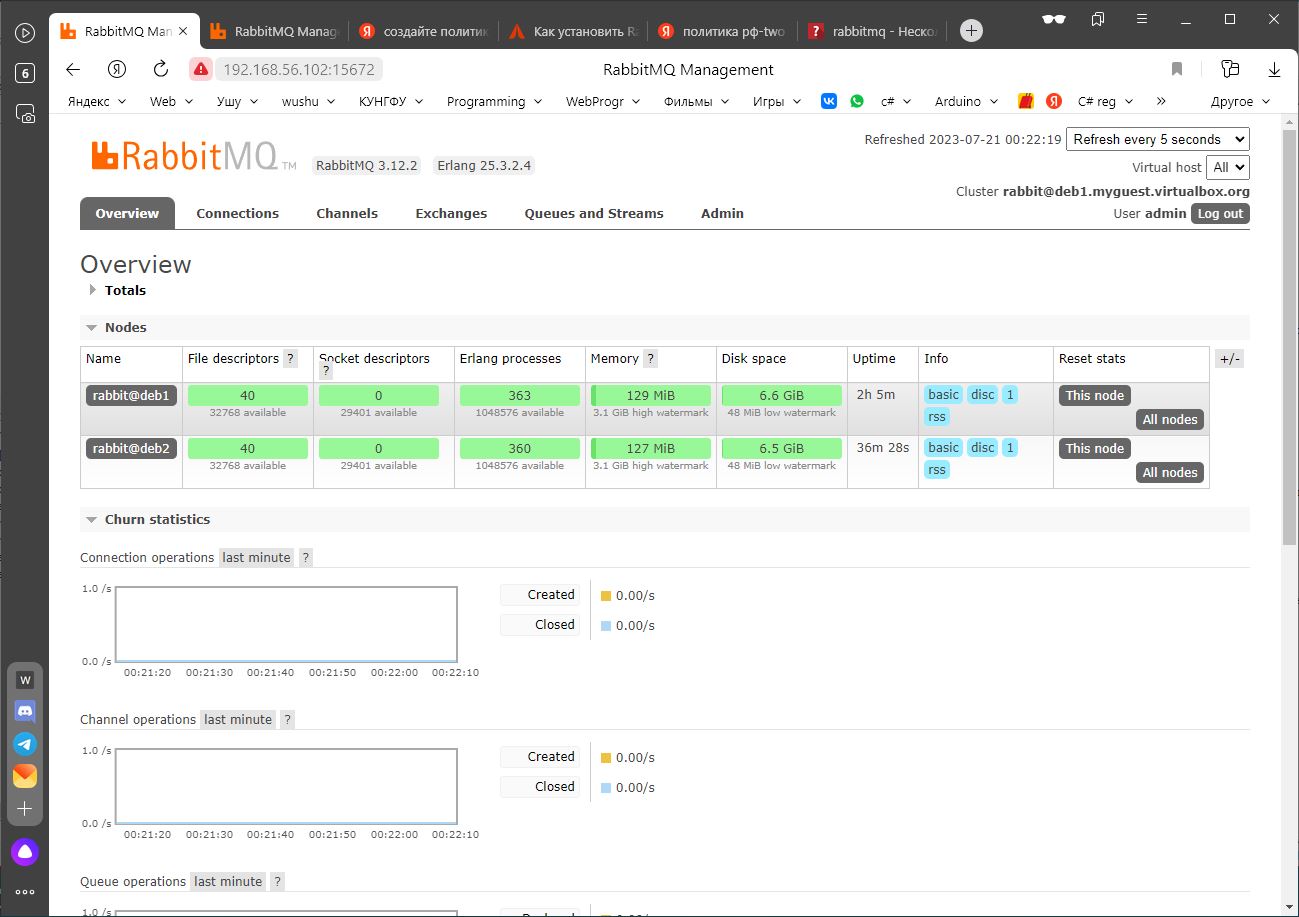 RabbitMQ Man
RabbitMQ Manage
создайте политик
Как установить Ra
политика рф-two
rabbitmq - Нескол
6
192.168.56.102:15672
RabbitMQ Management
Яндекс Web Ушу wushu КУНГФУ Programming WebProgr Фильмы Игры c# Arduino C# reg » Другое
RabbitMQ TM RabbitMQ 3.12.2 Erlang 25.3.2.4
Refreshed 2023-07-21 00:22:19 Refresh every 5 seconds
Virtual host All
Cluster rabbit@deb1.myguest.virtualbox.org
User admin Log out
Overview Connections Channels Exchanges Queues and Streams Admin
Overview
Totals
Nodes
Name File descriptors ? Socket descriptors ? Erlang processes Memory ? Disk space Uptime Info Reset stats +/-
rabbit@deb1 40 0 363 129 MiB 6.6 GiB 2h 5m basic disc 1 This node
32768 available 29401 available 1048576 available 3.1 GiB high watermark 48 MiB low watermark rss All nodes
rabbit@deb2 40 0 360 127 MiB 6.5 GiB 36m 28s basic disc 1 This node
32768 available 29401 available 1048576 available 3.1 GiB high watermark 48 MiB low watermark rss All nodes
Churn statistics
Connection operations last minute ?
1.0 /s
Created 0.00/s
Closed 0.00/s
0.0 /s
00:21:20 00:21:30 00:21:40 00:21:50 00:22:00 00:22:10
Channel operations last minute ?
1.0 /s
Created 0.00/s
Closed 0.00/s
0.0 /s
00:21:20 00:21:30 00:21:40 00:21:50 00:22:00 00:22:10
Queue operations last minute ?
1.0 /s
W